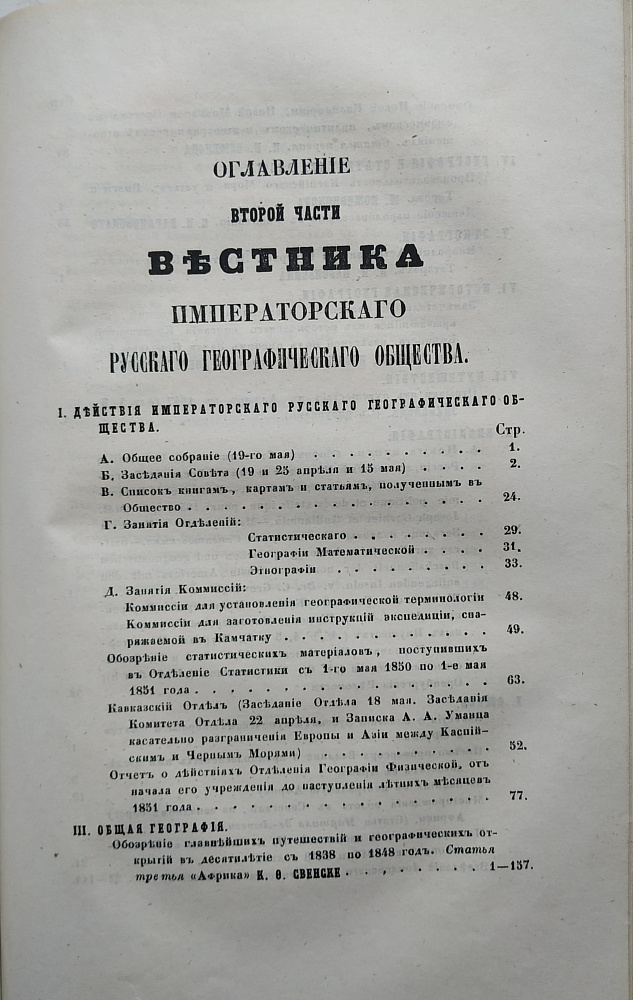 ОГЛАВЛЕНІЕ
ВТОРОЙ ЧАСТИ
ВѢСТНИКА
ИМПЕРАТОРСКАГО
РУССКАГО ГЕОГРАФИЧЕСКАГО ОБЩЕСТВА.
I. ДѢЙСТВІЯ ИМПЕРАТОРСКАГО РУССКАГО ГЕОГРАФИЧЕСКАГО ОБ-
ЩЕСТВА.
Стр.
А. Общее собраніе (19-го мая) . . . . . . . . . 1.
Б. Засѣданія Совѣта (19 и 25 апрѣля и 15 мая) . . . . 2.
В. Списокъ книгамъ, картамъ и статьямъ, полученнымъ въ
Общество . . . . . . . . . . . . . . . . 24.
Г. Занятія Отдѣленій:
Статистическаго . . . . . . . 29.
Географіи Математической . . . . 31.
Этнографіи . . . . . . . . 33.
Д. Занятія Коммиссій:
Коммиссіи для установленія географической терминологіи 48.
Коммиссіи для заготовленія инструкцій экспедиціи, сна-
ряжаемой въ Камчатку . . . . . . . . . . . 49.
Обозрѣніе статистическихъ матеріаловъ, поступившихъ
въ Отдѣленіе Статистики съ 1-го мая 1850 по 1-е мая
1851 года . . . . . . . . . . . . . . . . 63.
Кавказскій Отдѣлъ (Засѣданіе Отдѣла 18 мая. Засѣданія
Комитета Отдѣла 22 апрѣля, и Записка А. А. Уманца
касательно разграниченія Европы и Азіи между Каспій-
скимъ и Чернымъ Морями) . . . . . . . . . 52.
Отчетъ о дѣйствіяхъ Отдѣленія Географіи Физической, отъ
начала его учрежденія до наступленія лѣтнихъ мѣсяцевъ
1851 года . . . . . . . . . . . . . . . . 77.
III. ОБЩАЯ ГЕОГРАФІЯ.
Обозрѣніе главнѣйшихъ путешествій и географическихъ от-
крытій въ десятилѣтіе съ 1838 по 1848 годъ. Статья
третья «Африка» К. Ѳ. СВЕНСКЕ . . . . . . . 1—137.